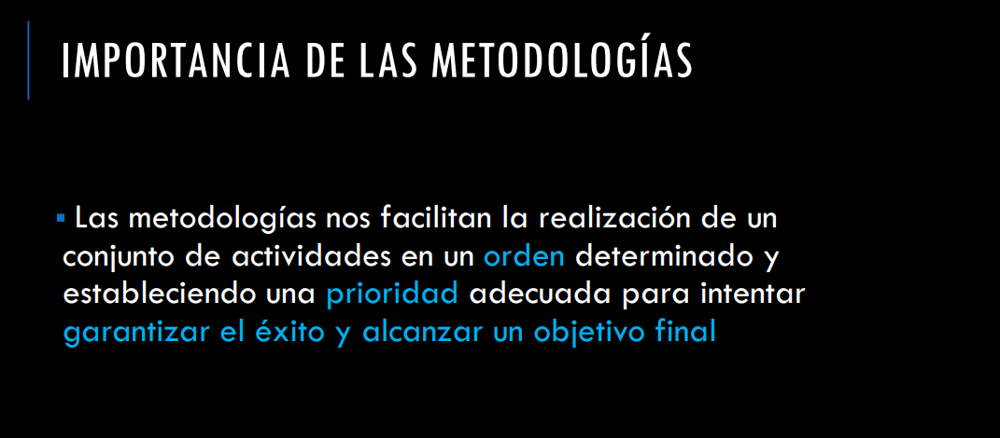 IMPORTANCIA DE LAS METODOLOGÍAS
▪ Las metodologías nos facilitan la realización de un
conjunto de actividades en un orden determinado y
estableciendo una prioridad adecuada para intentar
garantizar el éxito y alcanzar un objetivo final